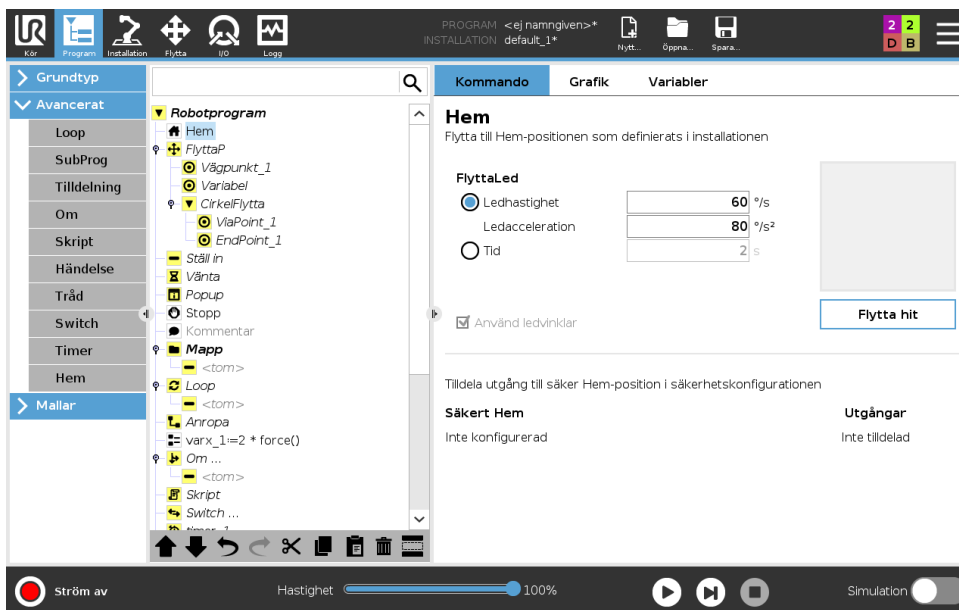 UR
PROGRAM <ej namngiven>*
INSTALLATION default_1*
Kör
Program
Installation
Flytta
I/O
Logg
Nytt...
Öppna...
Spara...
2 2
D B
Grundtyp
Avancerat
Loop
SubProg
Tilldelning
Om
Skript
Händelse
Tråd
Switch
Timer
Hem
Mallar
Robotprogram
Hem
FlyttaP
Vägpunkt_1
Variabel
CirkelFlytta
ViaPoint_1
EndPoint_1
Ställ in
Vänta
Popup
Stopp
Kommentar
Mapp
<tom>
Loop
<tom>
Anropa
varx_1:=2 * force()
Om ...
<tom>
Skript
Switch ...
timer_1
Kommando
Grafik
Variabler
Hem
Flytta till Hem-positionen som definierats i installationen
FlyttaLed
Ledhastighet 60 °/s
Ledacceleration 80 °/s²
Tid 2 s
Flytta hit
Använd ledvinklar
Tilldela utgång till säker Hem-position i säkerhetskonfigurationen
Säkert Hem Utgångar
Inte konfigurerad Inte tilldelad
Ström av
Hastighet 100%
Simulation